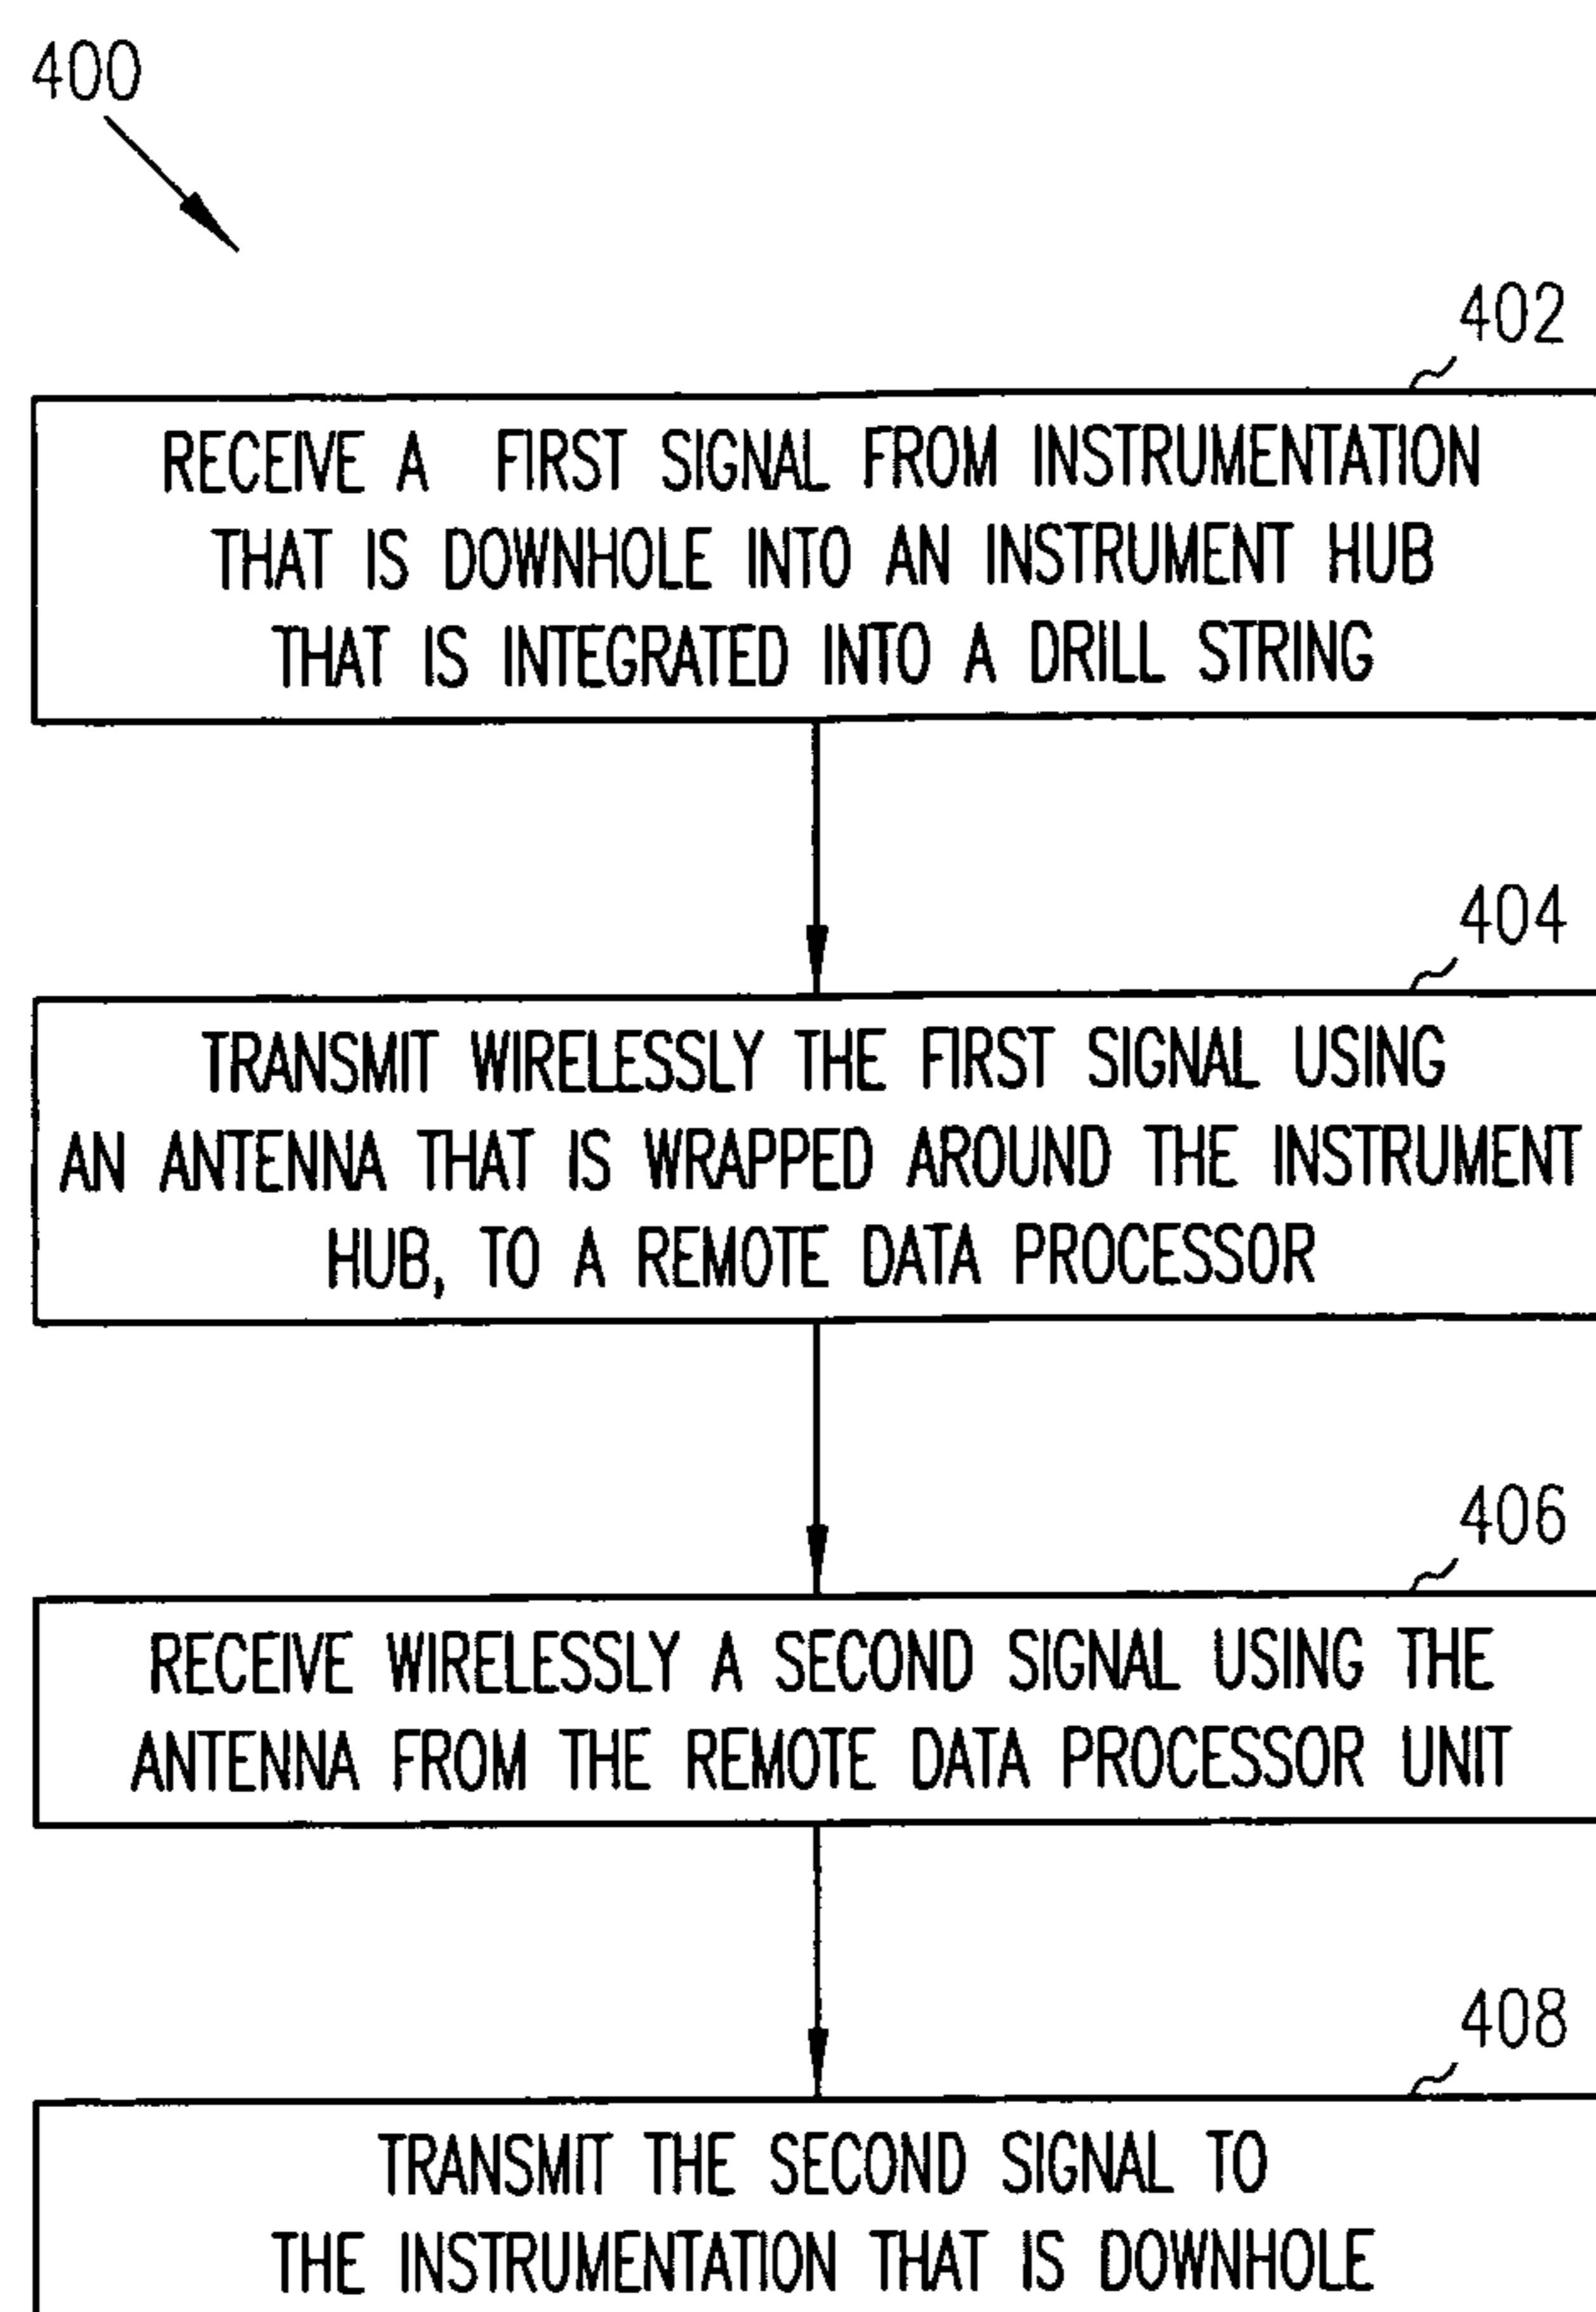 400
402
RECEIVE A FIRST SIGNAL FROM INSTRUMENTATION
THAT IS DOWNHOLE INTO AN INSTRUMENT HUB
THAT IS INTEGRATED INTO A DRILL STRING
404
TRANSMIT WIRELESSLY THE FIRST SIGNAL USING
AN ANTENNA THAT IS WRAPPED AROUND THE INSTRUMENT
HUB, TO A REMOTE DATA PROCESSOR
406
RECEIVE WIRELESSLY A SECOND SIGNAL USING THE
ANTENNA FROM THE REMOTE DATA PROCESSOR UNIT
408
TRANSMIT THE SECOND SIGNAL TO
THE INSTRUMENTATION THAT IS DOWNHOLE